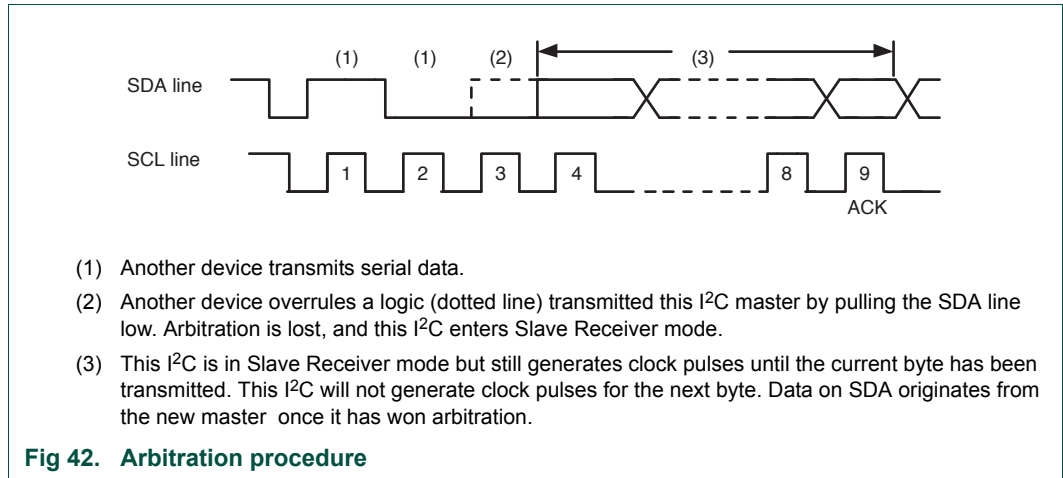 (1) (1) (2) (3)
SDA line
SCL line
1 2 3 4 8 9
ACK
(1) Another device transmits serial data.
(2) Another device overrules a logic (dotted line) transmitted this I2C master by pulling the SDA line
low. Arbitration is lost, and this I2C enters Slave Receiver mode.
(3) This I2C is in Slave Receiver mode but still generates clock pulses until the current byte has been
transmitted. This I2C will not generate clock pulses for the next byte. Data on SDA originates from
the new master once it has won arbitration.
Fig 42. Arbitration procedure